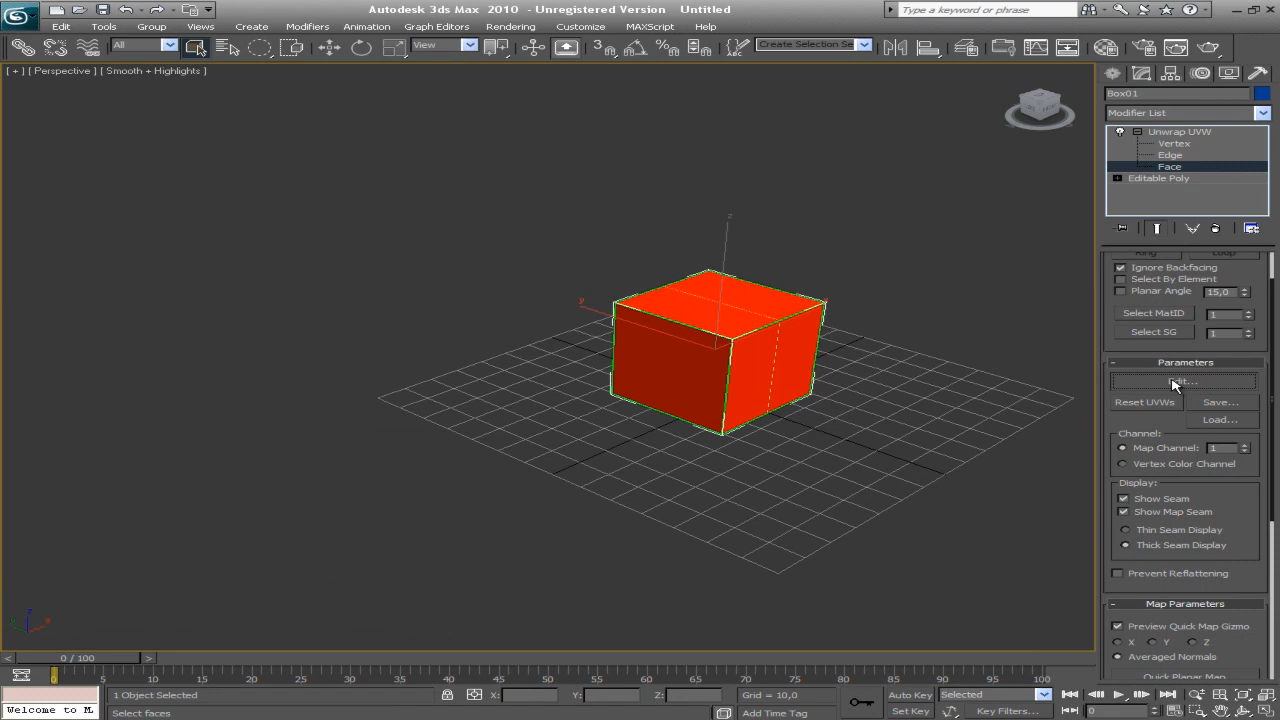 Autodesk 3ds Max 2010 - Unregistered Version Untitled
Type a keyword or phrase
Edit Tools Group Views Create Modifiers Animation Graph Editors Rendering Customize MAXScript Help
All
View
Create Selection Se
[ + ] [ Perspective ] [ Smooth + Highlights ]
Box01
Modifier List
Unwrap UVW
Vertex
Edge
Face
Editable Poly
Ignore Backfacing
Select By Element
Planar Angle 15,0
Select MatID 1
Select SG 1
Parameters
Reset UVWs Save...
Load...
Channel:
Map Channel: 1
Vertex Color Channel
Display:
Show Seam
Show Map Seam
Thin Seam Display
Thick Seam Display
Prevent Reflattening
Map Parameters
Preview Quick Map Gizmo
X Y Z
Averaged Normals
Quick Planar Map
z
y
0 / 100
0 5 10 15 20 25 30 35 40 45 50 55 60 65 70 75 80 85 90 95 100
1 Object Selected X: Y: Z: Grid = 10,0 Auto Key Selected
Welcome to M Select faces Add Time Tag Set Key Key Filters... 0